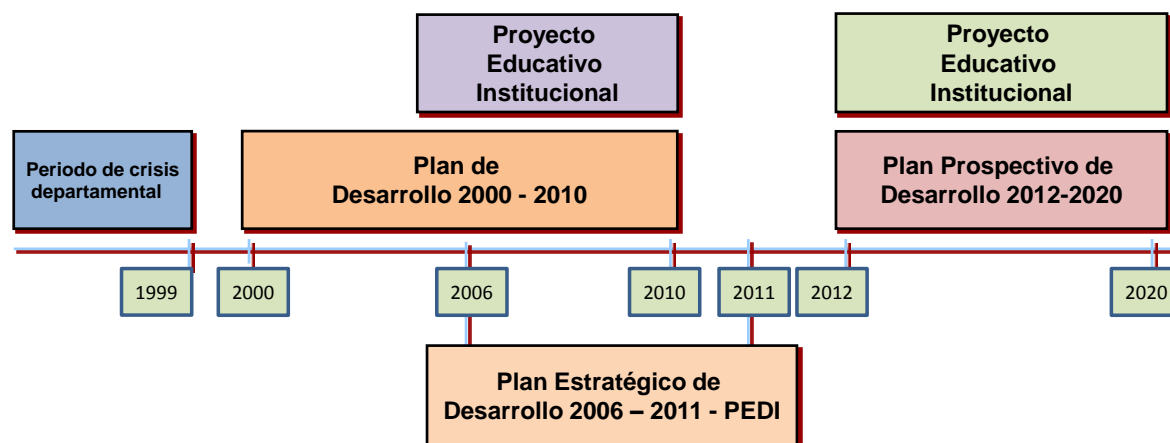 Proyecto
Educativo
Institucional
Proyecto
Educativo
Institucional
Periodo de crisis
departamental
Plan de
Desarrollo 2000 - 2010
Plan Prospectivo de
Desarrollo 2012-2020
1999
2000
2006
2010
2011
2012
2020
Plan Estratégico de
Desarrollo 2006 – 2011 - PEDI